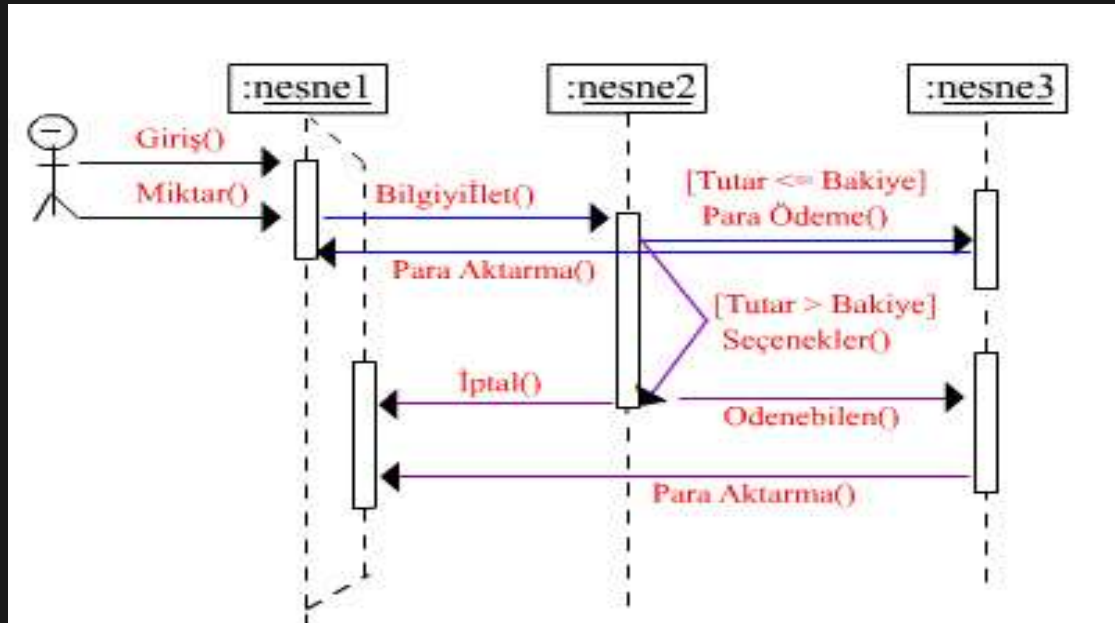 :nesne1
:nesne2
:nesne3
Giriş()
Miktar()
Bilgiyiİlet()
[Tutar <= Bakiye]
Para Ödeme()
Para Aktarma()
[Tutar > Bakiye]
Seçenekler()
İptal()
Odenebilen()
Para Aktarma()